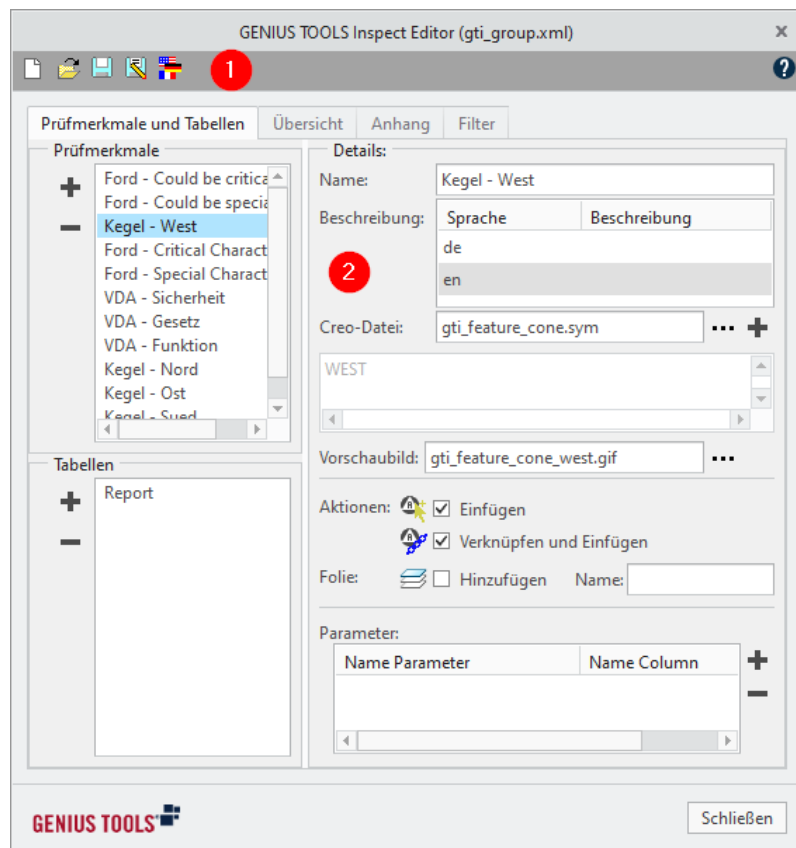 GENIUS TOOLS Inspect Editor (gti_group.xml)
1
Prüfmerkmale und Tabellen
Übersicht
Anhang
Filter
Prüfmerkmale
Ford - Could be critica
Ford - Could be specia
Kegel - West
Ford - Critical Charact
Ford - Special Charact
VDA - Sicherheit
VDA - Gesetz
VDA - Funktion
Kegel - Nord
Kegel - Ost
Kegel - Sued
Tabellen
Report
Details:
Name: Kegel - West
Beschreibung: Sprache Beschreibung
de
2
en
Creo-Datei: gti_feature_cone.sym
WEST
Vorschaubild: gti_feature_cone_west.gif
Aktionen: Einfügen
Verknüpfen und Einfügen
Folie: Hinzufügen Name:
Parameter:
Name Parameter Name Column
GENIUS TOOLS
Schließen